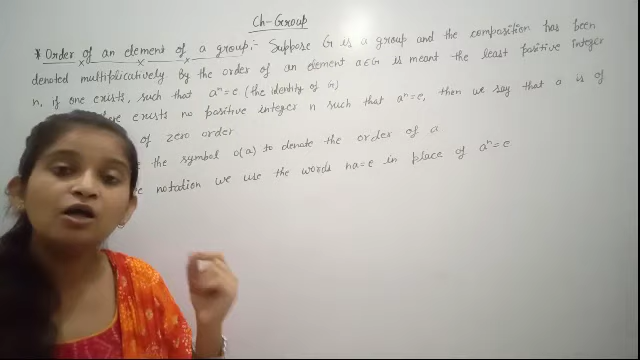 Ch-Group
* Order of an element of a group:- Suppose G is a group and the composition has been
denoted multiplicatively by the order of an element a∈G is meant the least positive integer
n, if one exists, such that aⁿ=e (the identity of G)
exists no positive integer n such that aⁿ=e, then we say that a is of
of zero order
the symbol o(a) to denote the order of a
notation we use the words na=e in place of aⁿ=e